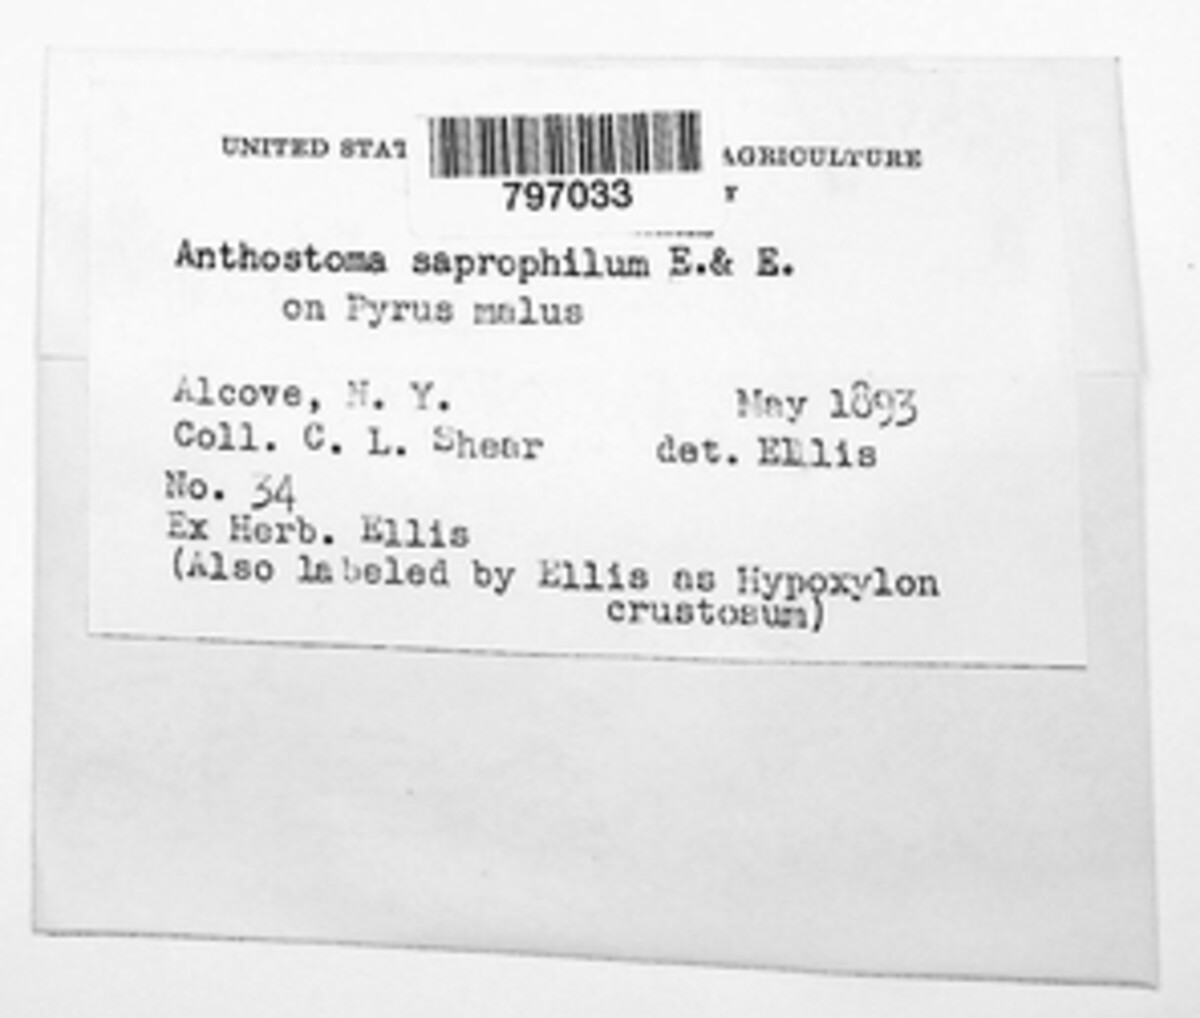 UNITED STAT AGRICULTURE
797033
Y
Anthostoma saprophilum E.& E.
on Pyrus malus
Alcove, N. Y. May 1893
Coll. C. L. Shear det. Ellis
No. 34
Ex Herb. Ellis
(Also labeled by Ellis as Hypoxylon
crustosum)